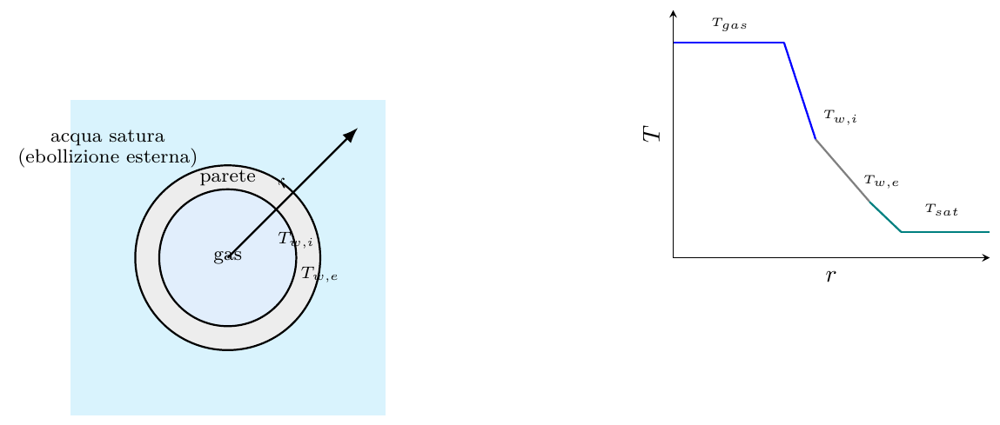 acqua satura
(ebollizione esterna)
parete
r
T_{w,i}
gas
T_{w,e}
T_{gas}
T_{w,i}
T
T_{w,e}
T_{sat}
r